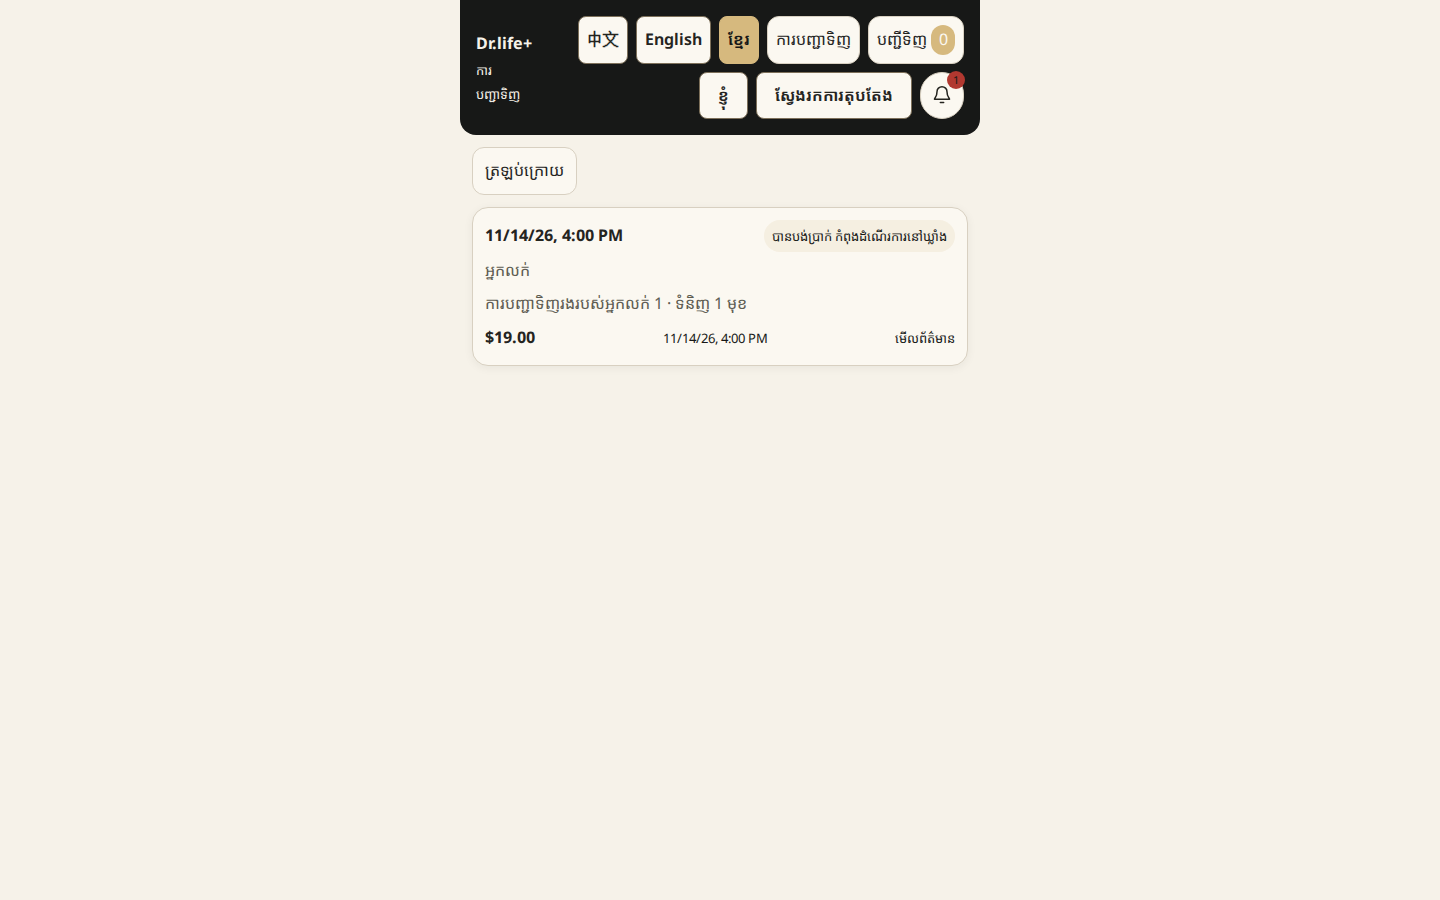 Dr.life+
ការ
បញ្ជាទិញ
中文
English
ខ្មែរ
ការបញ្ជាទិញ
បញ្ជីទិញ 0
ខ្ញុំ
ស្វែងរកការតុបតែង
1
ត្រឡប់ក្រោយ
11/14/26, 4:00 PM
បានបង់ប្រាក់ កំពុងដំណើរការនៅឃ្លាំង
អ្នកលក់
ការបញ្ជាទិញរងរបស់អ្នកលក់ 1 · ទំនិញ 1 មុខ
$19.00
11/14/26, 4:00 PM
មើលព័ត៌មាន